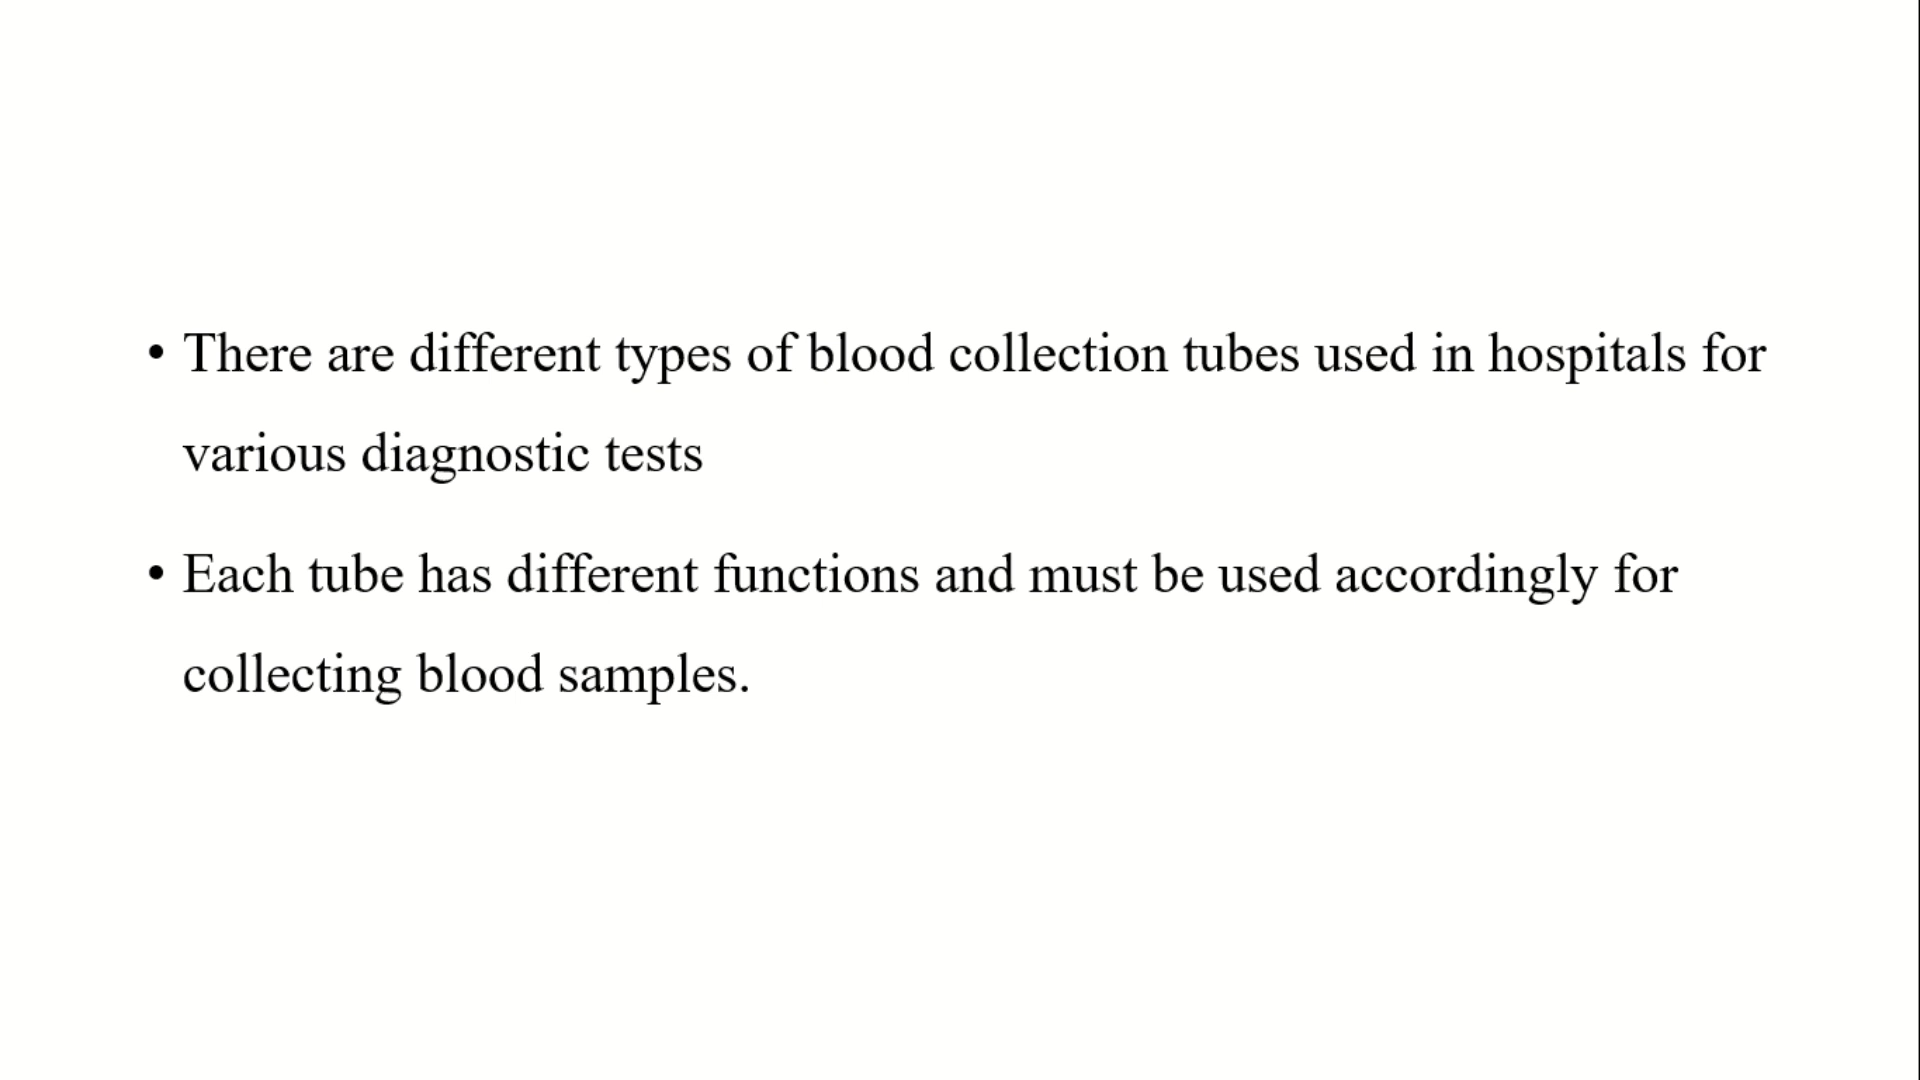 • There are different types of blood collection tubes used in hospitals for
various diagnostic tests
• Each tube has different functions and must be used accordingly for
collecting blood samples.